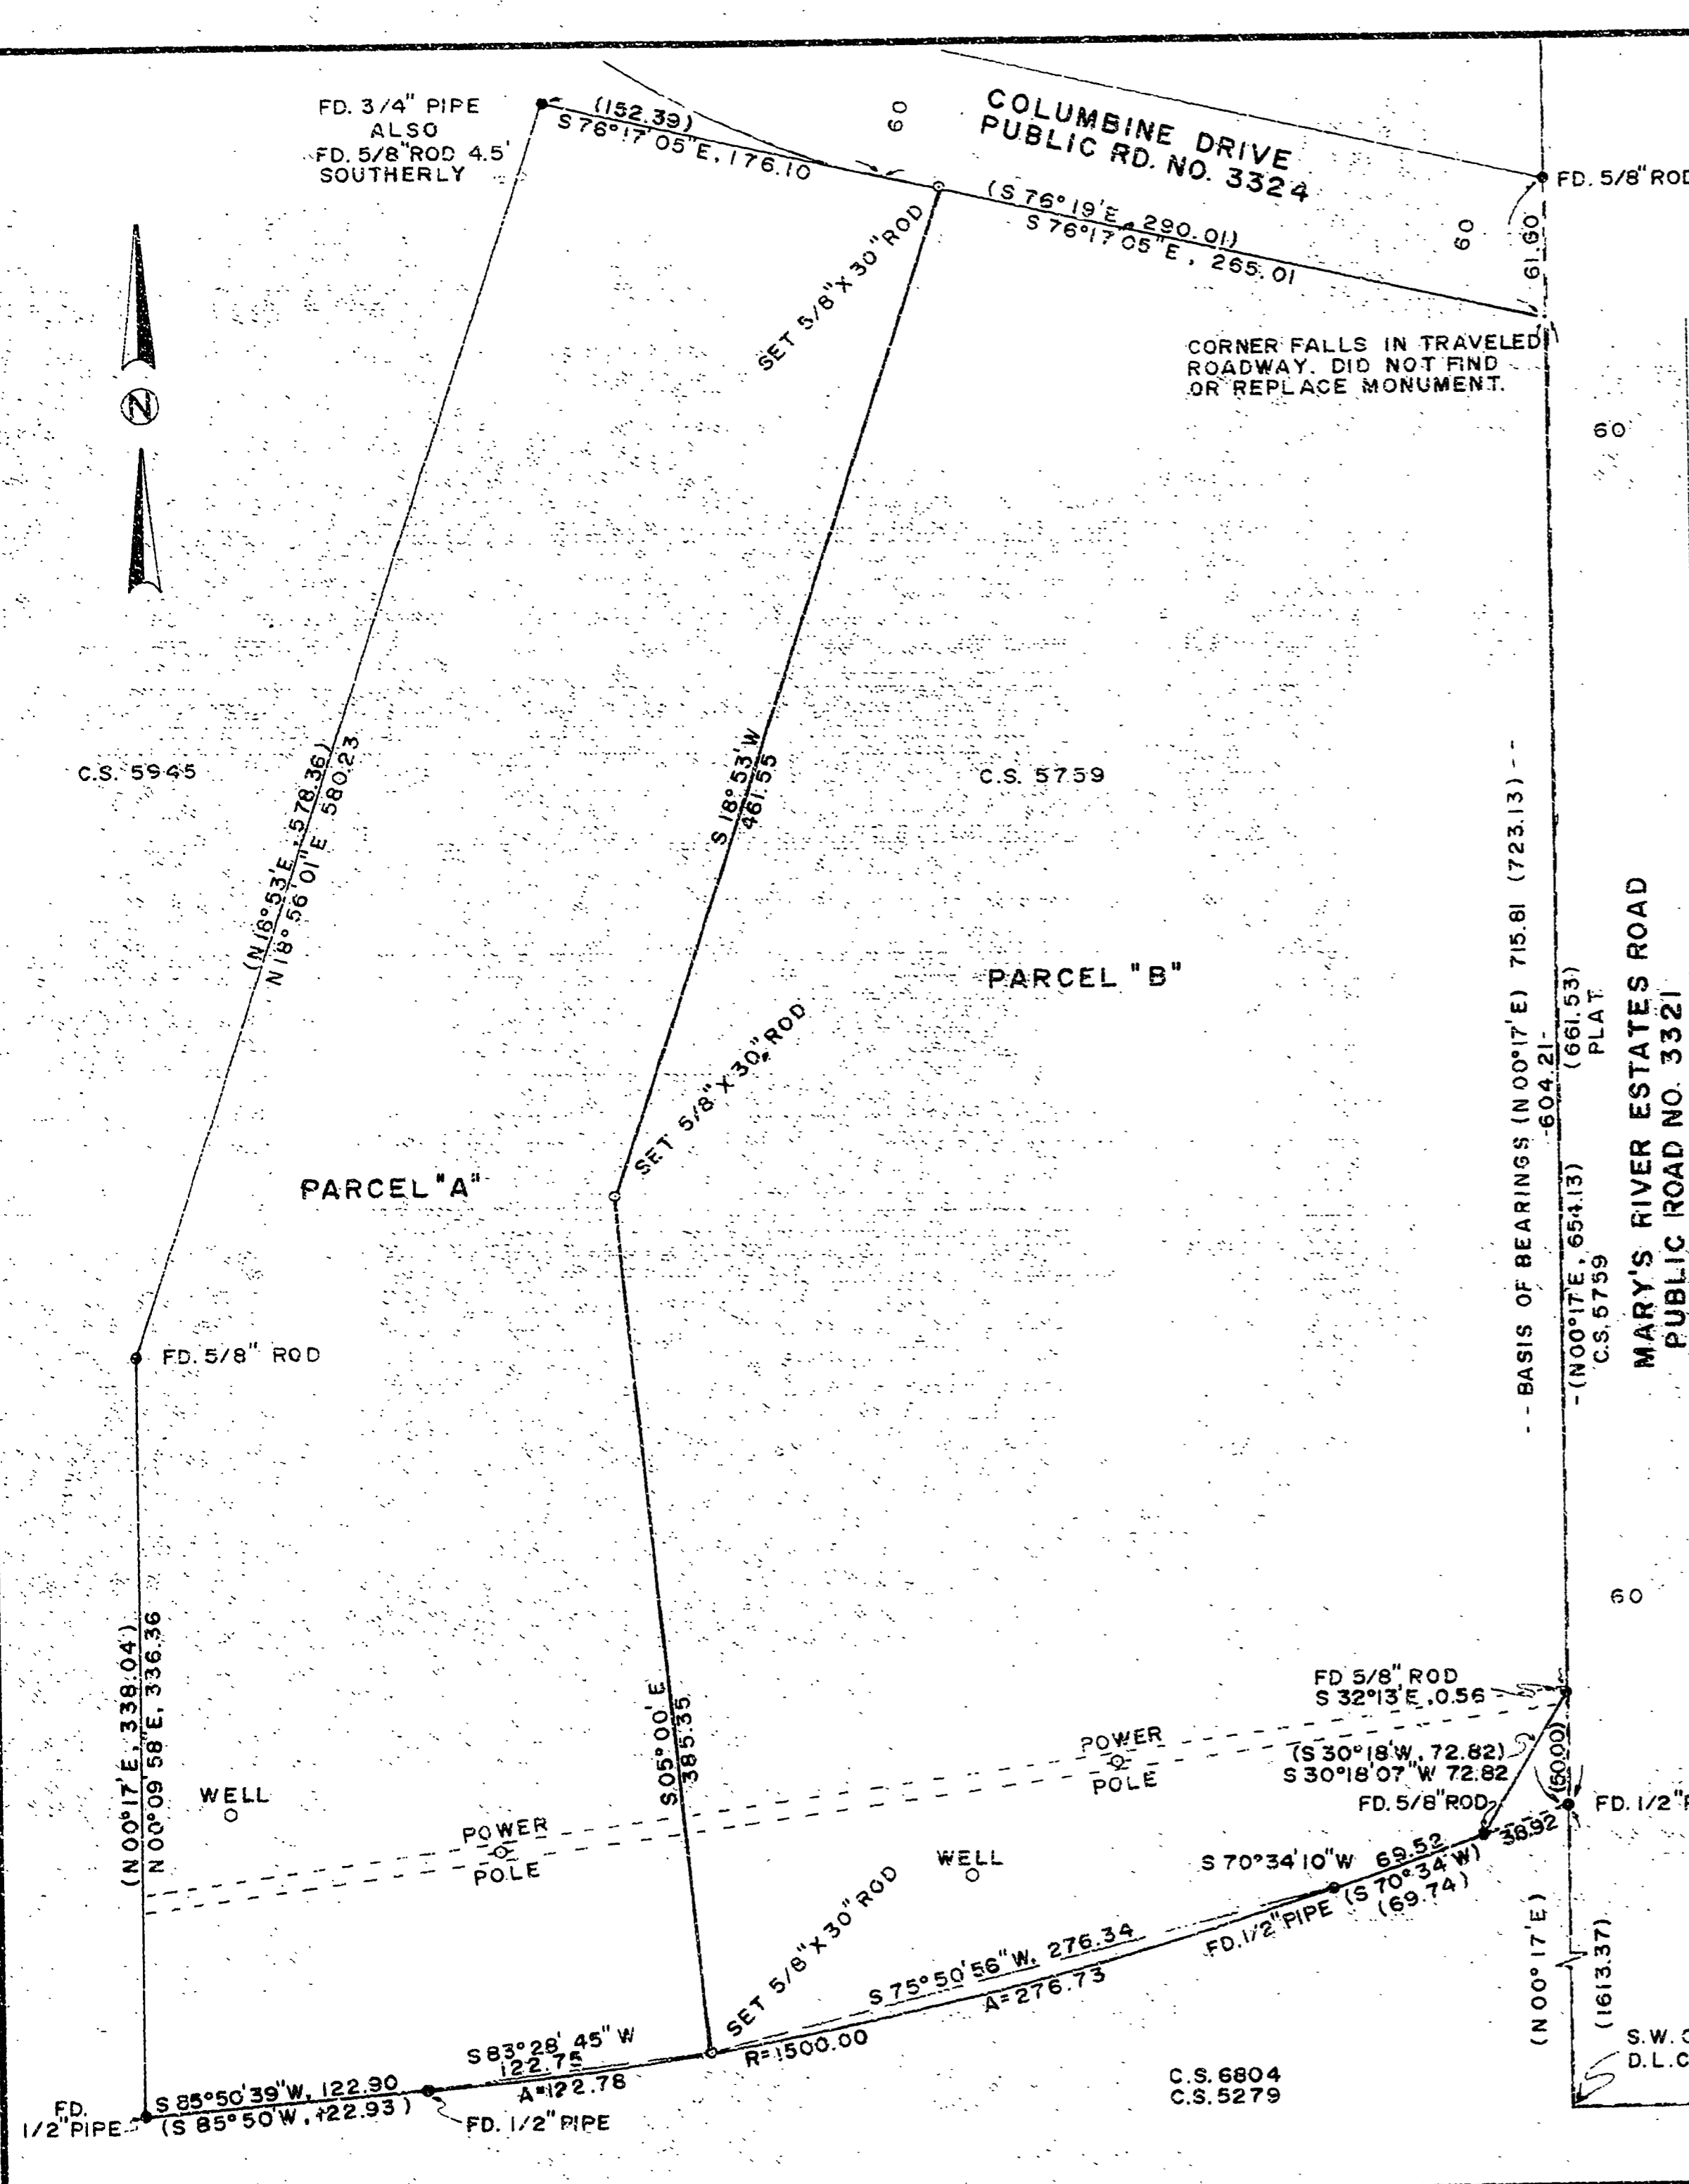 FD. 3/4" PIPE
ALSO
FD. 5/8" ROD 4.5'
SOUTHERLY
(152.39)
S 76°17'05"E, 176.10
60
COLUMBINE DRIVE
PUBLIC RD. NO. 3324
FD. 5/8" ROD
(S 76°19'E, 290.01)
S 76°17'05"E, 265.01
60
61.60
SET 5/8" X 30" ROD
CORNER FALLS IN TRAVELED
ROADWAY. DID NOT FIND
OR REPLACE MONUMENT.
60
N
C.S. 5945
(N 18°53'E, 578.36)
N 18°56'01"E 580.23
S 18°53'W
461.55
C.S. 5759
PARCEL "B"
SET 5/8" X 30" ROD
PARCEL "A"
-- BASIS OF BEARINGS (N 00°17'E) 715.81 (723.13) --
-604.21-
(661.53)
PLAT
-(N 00°17'E, 654.13)
C.S. 5759
MARY'S RIVER ESTATES ROAD
PUBLIC ROAD NO. 3321
FD. 5/8" ROD
60
(N 00°17'E, 338.04)
N 00°09'58"E, 336.36
S 05°00'E
385.35
FD 5/8" ROD
S 32°13'E, 0.56
POWER
POLE
(S 30°18'W, 72.82)
S 30°18'07"W 72.82
(50.00)
FD. 5/8" ROD
FD. 1/2"
38.92
WELL
POWER
POLE
WELL
S 70°34'10"W 69.52
(S 70°34'W)
(69.74)
FD. 1/2" PIPE
SET 5/8" X 30" ROD
S 75°50'56"W, 276.34
A=276.73
R=1500.00
(N 00°17'E)
(1613.37)
S 83°28'45"W
122.75
A=122.78
S 85°50'39"W, 122.90
(S 85°50'W, 122.93)
FD.
1/2" PIPE
FD. 1/2" PIPE
C.S. 6804
C.S. 5279
S.W.
D.L.C